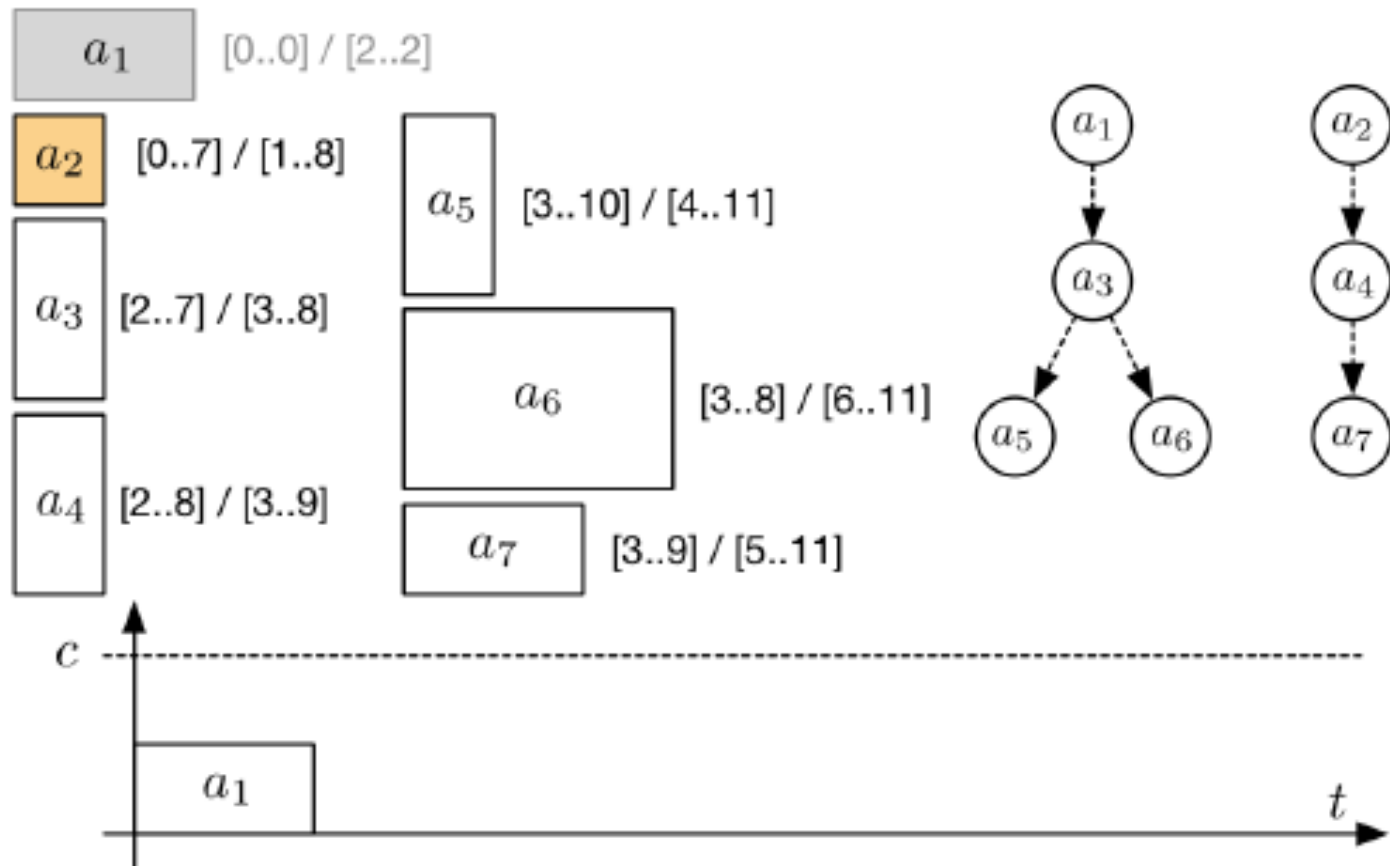 a1 [0..0] / [2..2]
a2 [0..7] / [1..8]
a3 [2..7] / [3..8]
a4 [2..8] / [3..9]
a5 [3..10] / [4..11]
a6 [3..8] / [6..11]
a7 [3..9] / [5..11]
a1
a2
a3
a4
a5
a6
a7
c
a1
t